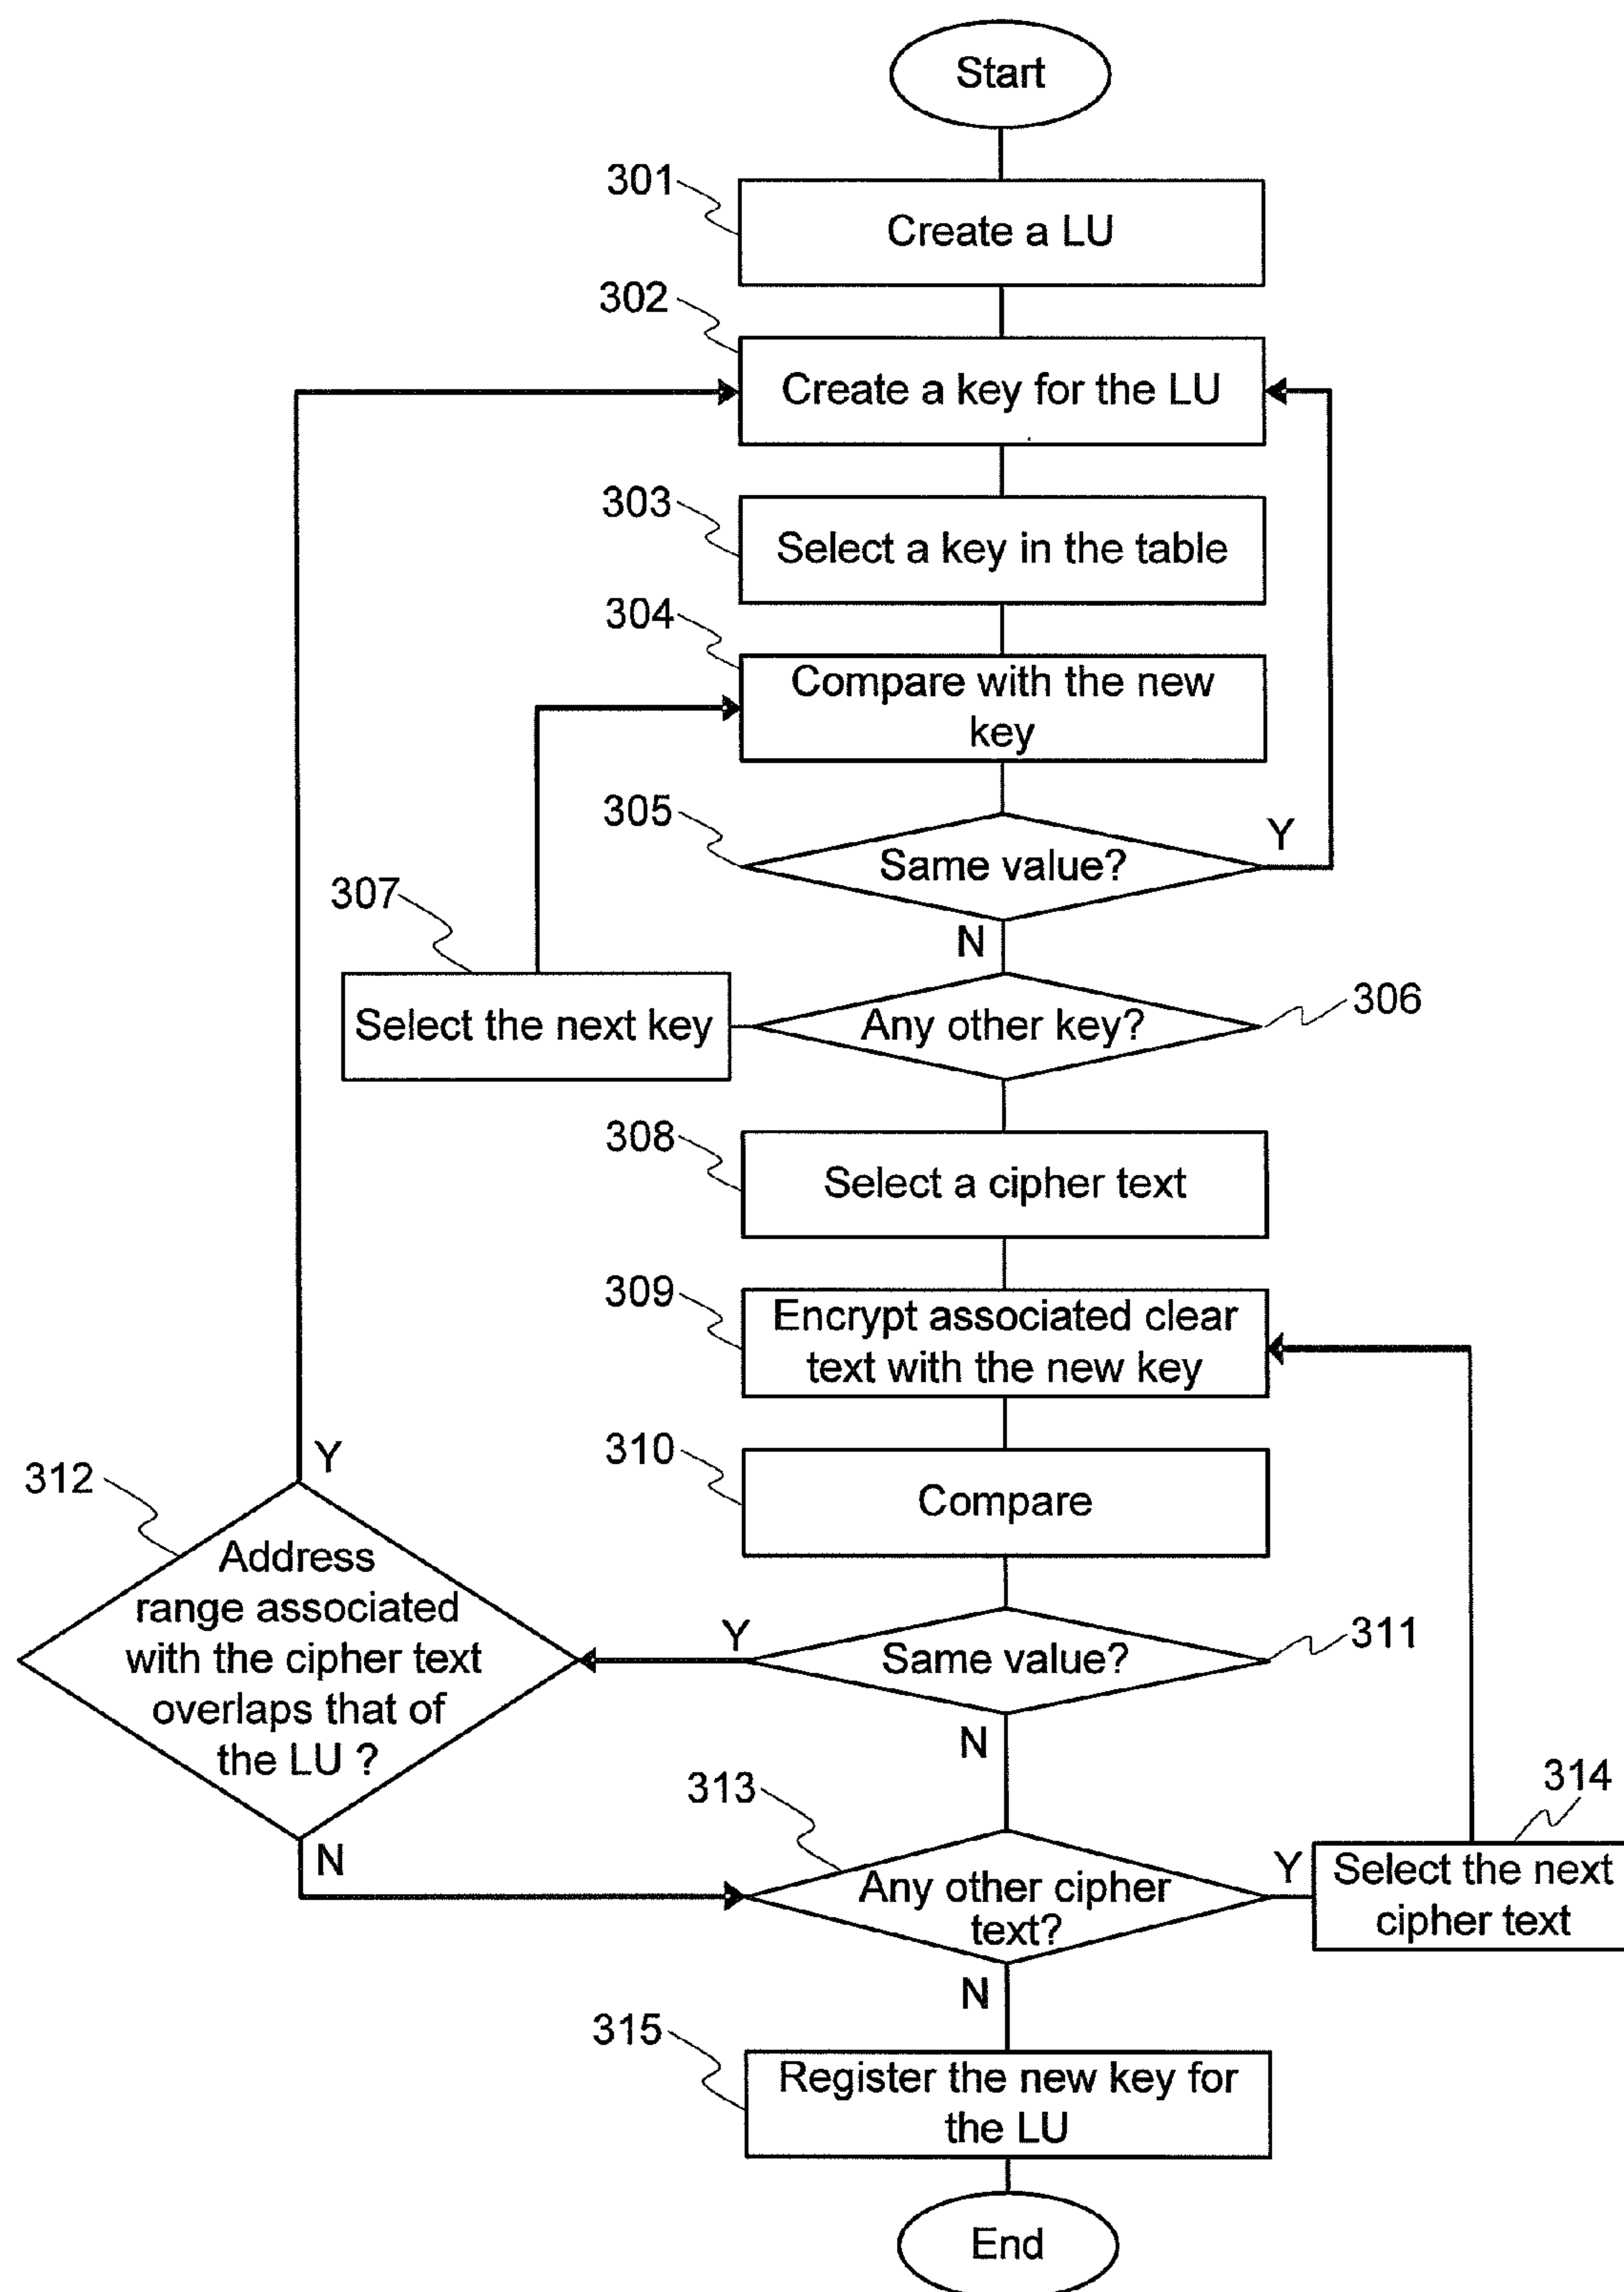 Start
301
Create a LU
302
Create a key for the LU
303
Select a key in the table
304
Compare with the new
key
305
Same value?
Y
N
307
Select the next key
Any other key?
306
308
Select a cipher text
309
Encrypt associated clear
text with the new key
310
Compare
312
Y
Address
range associated
with the cipher text
overlaps that of
the LU ?
N
Y
Same value?
311
N
313
Any other cipher
text?
Y
314
Select the next
cipher text
N
315
Register the new key for
the LU
End